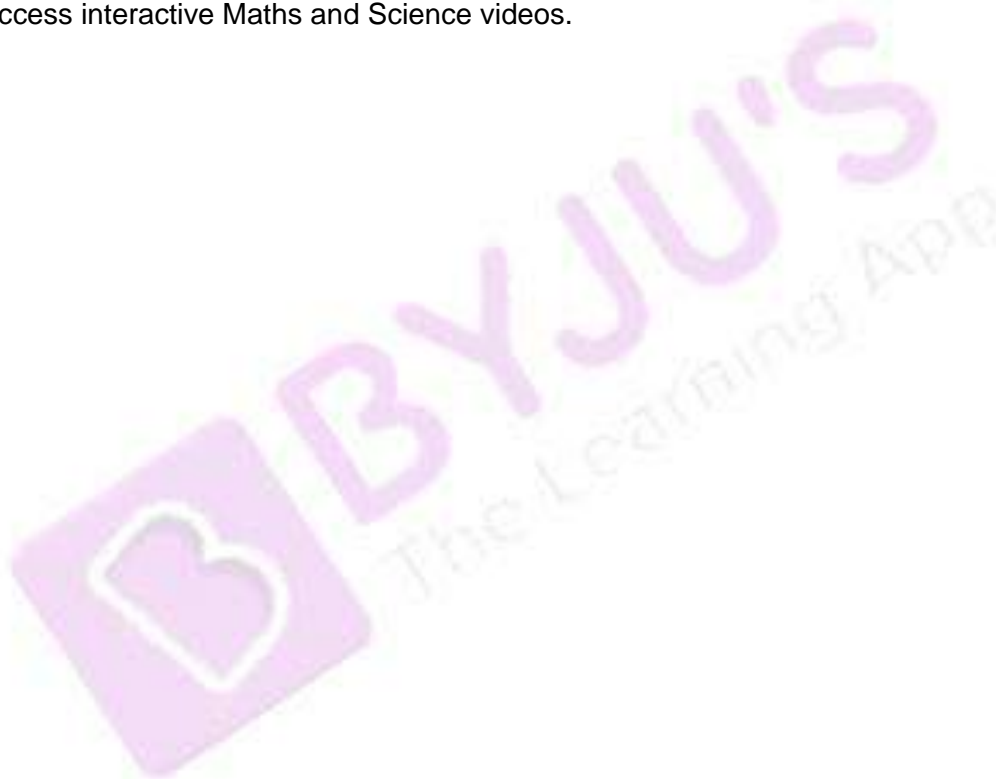 ccess interactive Maths and Science videos.
B BYJU'S
The Learning App